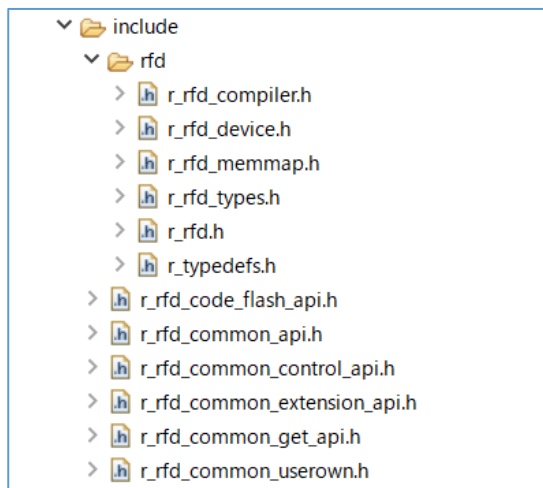 include
rfd
.h r_rfd_compiler.h
.h r_rfd_device.h
.h r_rfd_memmap.h
.h r_rfd_types.h
.h r_rfd.h
.h r_typedefs.h
.h r_rfd_code_flash_api.h
.h r_rfd_common_api.h
.h r_rfd_common_control_api.h
.h r_rfd_common_extension_api.h
.h r_rfd_common_get_api.h
.h r_rfd_common_userown.h